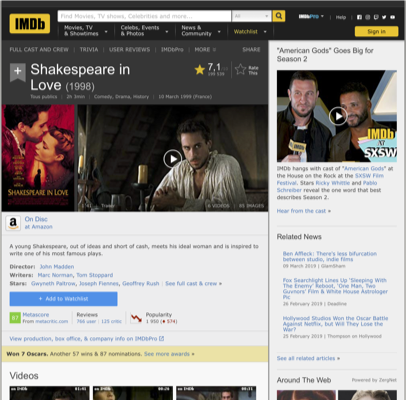 IMDb
Find Movies, TV shows, Celebrities and more...
All
IMDbPro
Help
Movies, TV & Showtimes
Celebs, Events & Photos
News & Community
Watchlist
Sign in
FULL CAST AND CREW | TRIVIA | USER REVIEWS | IMDbPro | MORE
SHARE
Shakespeare in Love (1998)
7,1
Rate This
Tous publics | 2h 3min | Comedy, Drama, History | 10 March 1999 (France)
SHAKESPEARE IN LOVE
Trailer
6 VIDEOS | 95 IMAGES
On Disc
at Amazon
A young Shakespeare, out of ideas and short of cash, meets his ideal woman and is inspired to
write one of his most famous plays.
Director: John Madden
Writers: Marc Norman, Tom Stoppard
Stars: Gwyneth Paltrow, Joseph Fiennes, Geoffrey Rush | See full cast & crew »
+ Add to Watchlist
87
Metascore
From metacritic.com
Reviews
766 user | 125 critic
Popularity
1 950 (574)
View production, box office, & company info on IMDbPro
Won 7 Oscars. Another 57 wins & 87 nominations. See more awards »
Videos
"American Gods" Goes Big for
Season 2
IMDb
AT
SXSW
IMDb hangs with cast of "American Gods" at
the House on the Rock at the SXSW Film
Festival. Stars Ricky Whittle and Pablo
Schreiber reveal the one word that best
describes Season 2.
Hear from the cast »
Related News
Ben Affleck: There's less bifurcation
between studio, indie films
09 March 2019 | GlamSham
Fox Searchlight Lines Up 'Sleeping With
The Enemy' Reboot, 'One Man, Two
Guvnors' Film & White House Astrologer
Pic
26 February 2019 | Deadline
Hollywood Won the Oscar Battle
Against Netflix, but Will They Lose the
War?
25 February 2019 | Thompson on Hollywood
See all related articles »
Around The Web
Powered by ZergNet